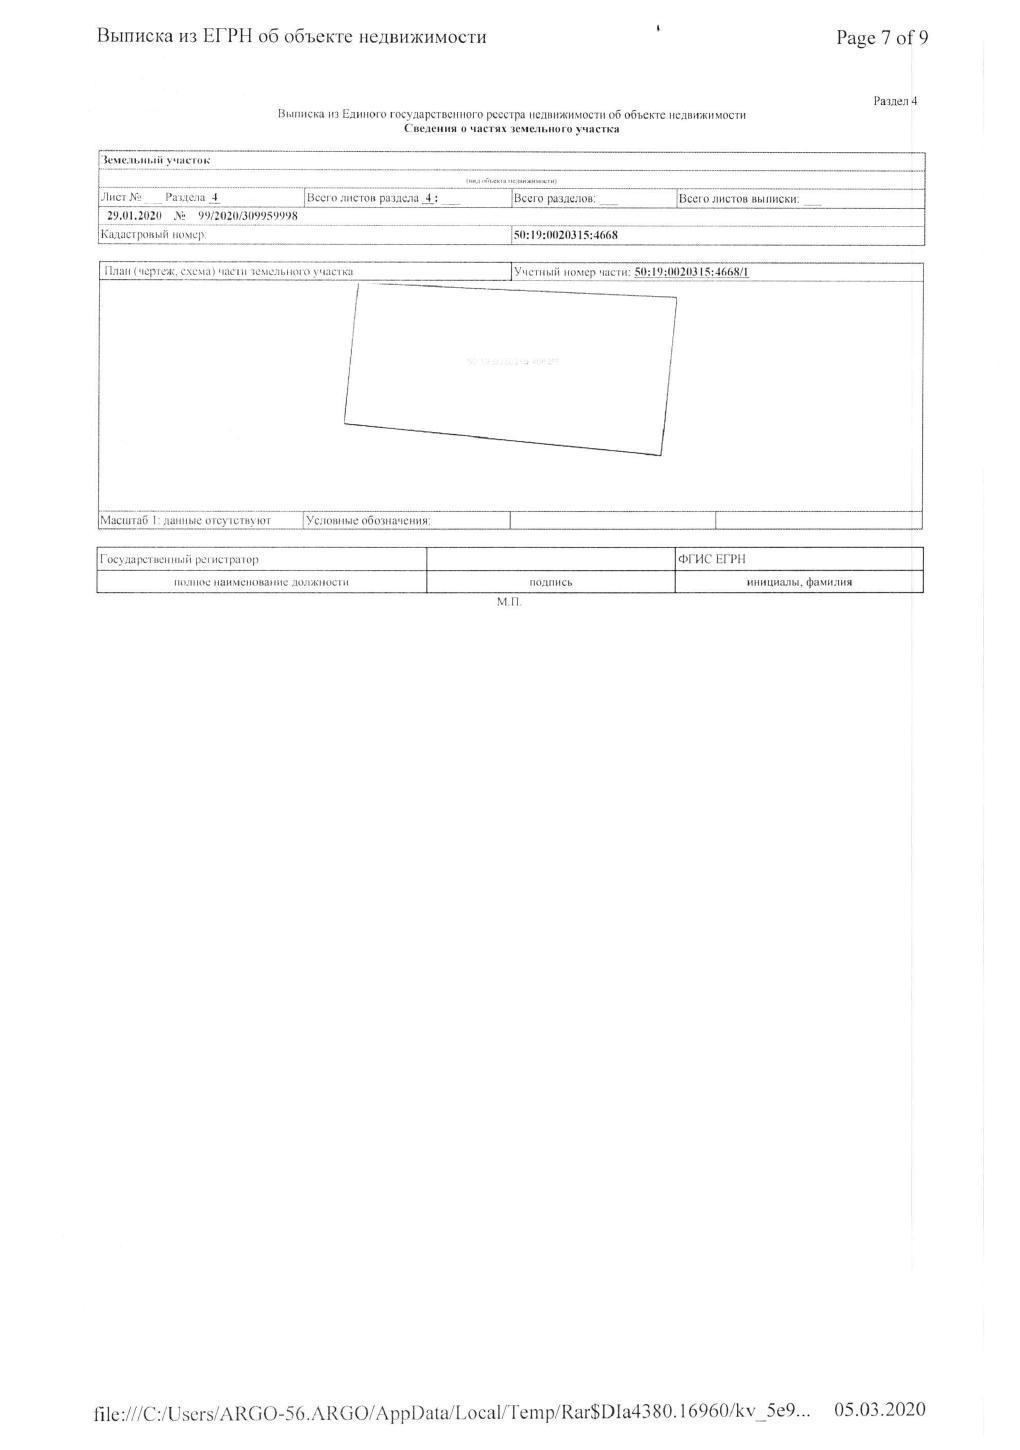 Выписка из ЕГРН об объекте недвижимости Page 7 of 9
Раздел 4
Выписка из Единого государственного реестра недвижимости об объекте недвижимости
Сведения о частях земельного участка
Земельный участок
(вид объекта недвижимости)
Лист № ___ Раздела 4 Всего листов раздела 4 : ___ Всего разделов: ___ Всего листов выписки: ___
29.01.2020 № 99/2020/309959998
Кадастровый номер: 50:19:0020315:4668
План (чертеж, схема) части земельного участка Учетный номер части: 50:19:0020315:4668/1
Масштаб 1: данные отсутствуют Условные обозначения:
Государственный регистратор ФГИС ЕГРН
полное наименование должности подпись инициалы, фамилия
М.П.
file:///C:/Users/ARGO-56.ARGO/AppData/Local/Temp/Rar$DIa4380.16960/kv_5e9... 05.03.2020